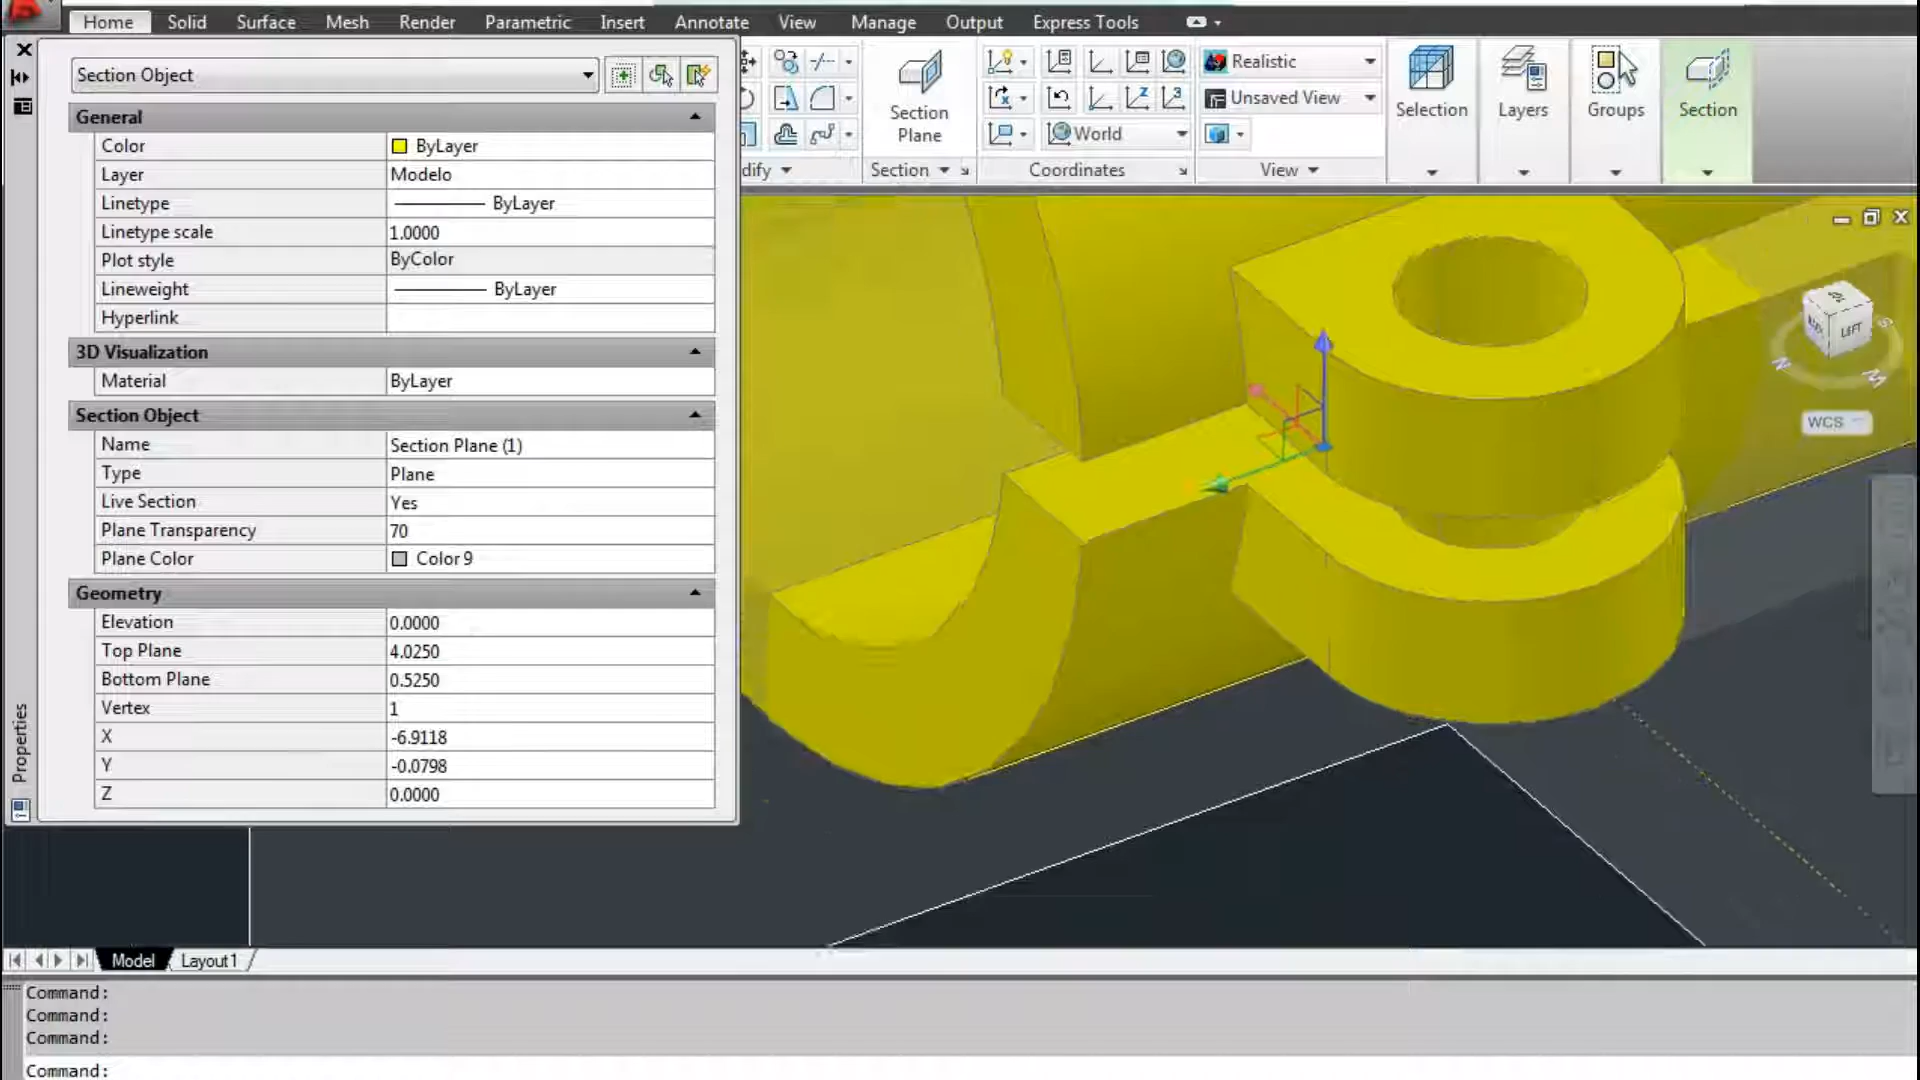 Home Solid Surface Mesh Render Parametric Insert Annotate View Manage Output Express Tools
Section Object
General
Color ByLayer
Layer Modelo
Linetype ByLayer
Linetype scale 1.0000
Plot style ByColor
Lineweight ByLayer
Hyperlink
3D Visualization
Material ByLayer
Section Object
Name Section Plane (1)
Type Plane
Live Section Yes
Plane Transparency 70
Plane Color Color 9
Geometry
Elevation 0.0000
Top Plane 4.0250
Bottom Plane 0.5250
Vertex 1
X -6.9118
Y -0.0798
Z 0.0000
Properties
Section
Plane
Realistic
Unsaved View
World
dify Section Coordinates View
Selection Layers Groups Section
LEFT
WCS
Model Layout1
Command:
Command:
Command:
Command: